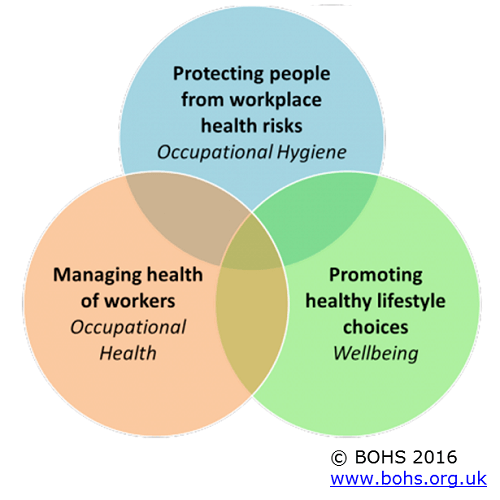 Protecting people
from workplace
health risks
Occupational Hygiene
Managing health
of workers
Occupational
Health
Promoting
healthy lifestyle
choices
Wellbeing
© BOHS 2016
www.bohs.org.uk